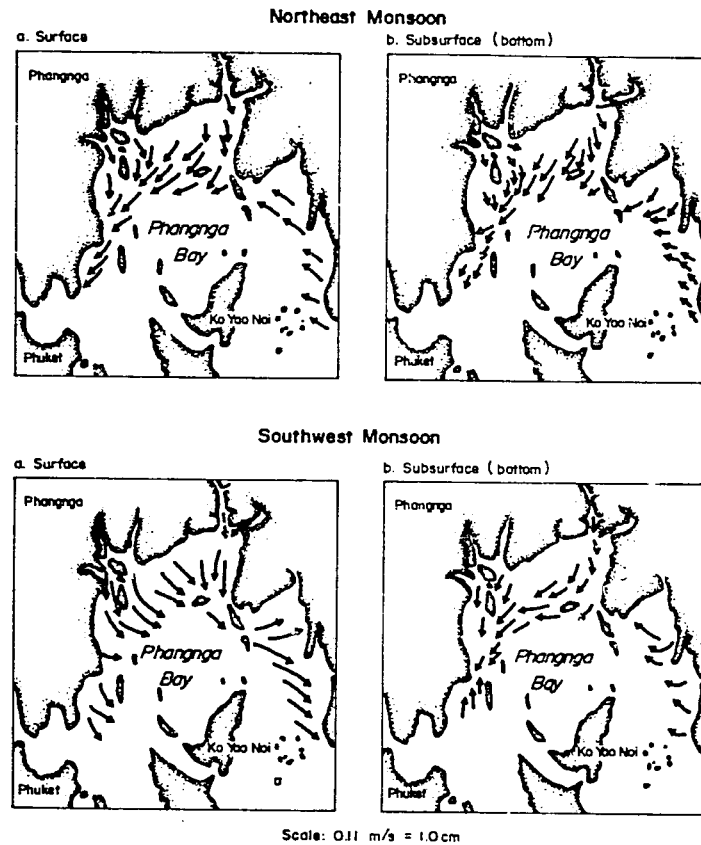 Northeast Monsoon
a. Surface
b. Subsurface (bottom)
Phangnga
Phangnga
Phangnga
Bay
Phangnga
Bay
Ko Yao Noi
Ko Yao Noi
Phuket
Phuket
Southwest Monsoon
a. Surface
b. Subsurface (bottom)
Phangnga
Phangnga
Phangnga
Bay
Phangnga
Bay
Ko Yao Noi
Ko Yao Noi
Phuket
Phuket
Scale: 0.11 m/s = 1.0 cm